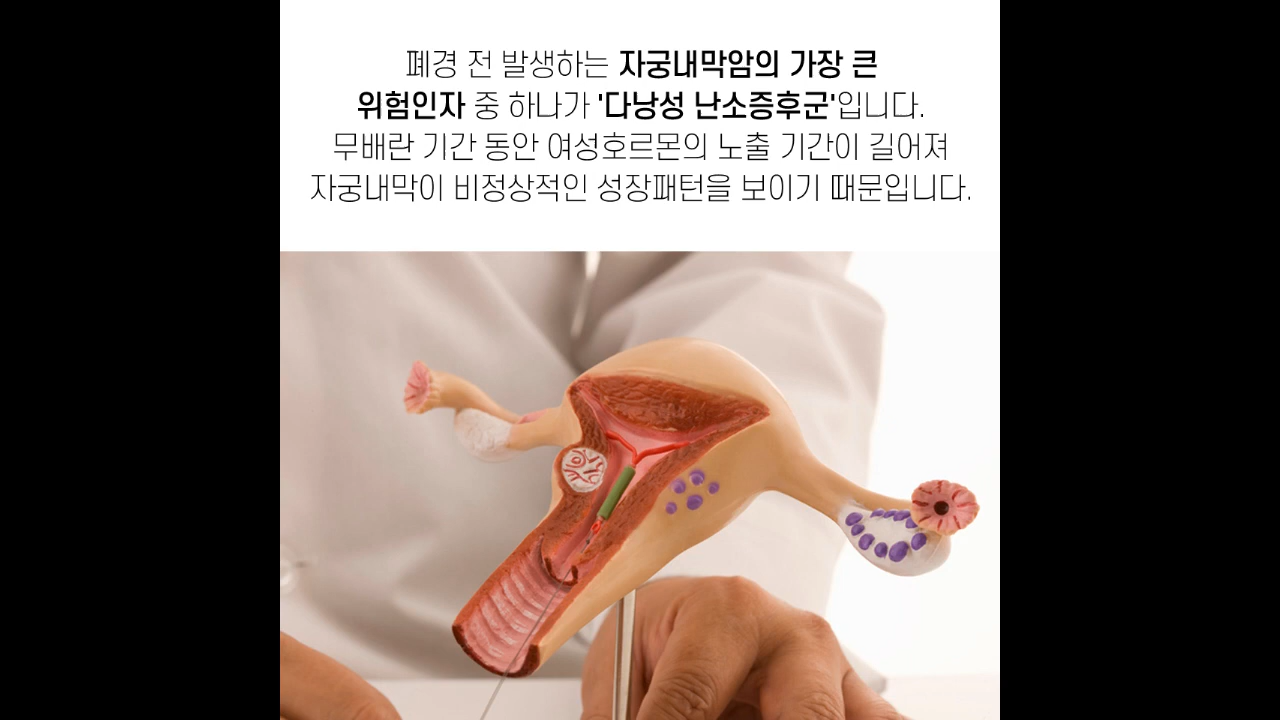 폐경 전 발생하는 자궁내막암의 가장 큰
위험인자 중 하나가 '다낭성 난소증후군'입니다.
무배란 기간 동안 여성호르몬의 노출 기간이 길어져
자궁내막이 비정상적인 성장패턴을 보이기 때문입니다.